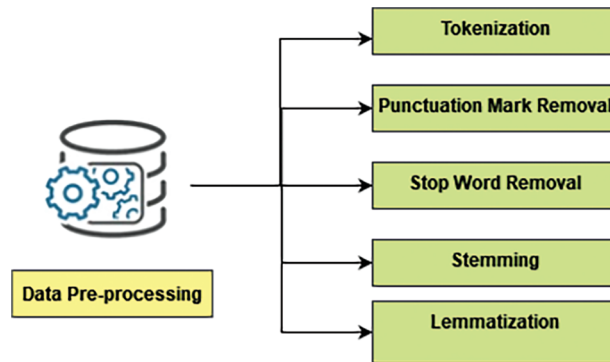 Tokenization
Punctuation Mark Removal
Stop Word Removal
Stemming
Lemmatization
Data Pre-processing